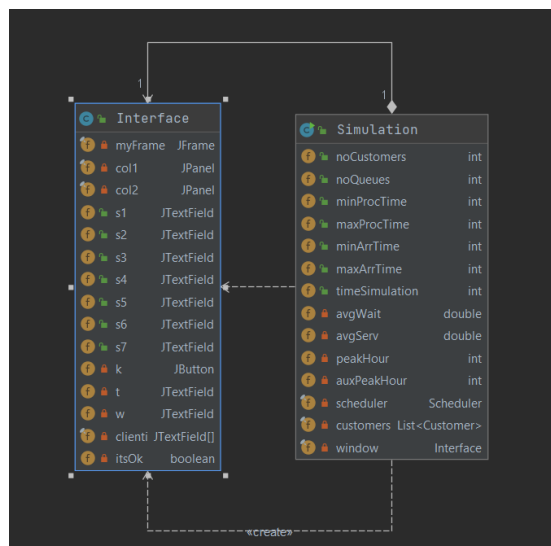 1
1
Interface
myFrame JFrame
col1 JPanel
col2 JPanel
s1 JTextField
s2 JTextField
s3 JTextField
s4 JTextField
s5 JTextField
s6 JTextField
s7 JTextField
k JButton
t JTextField
w JTextField
clienti JTextField[]
itsOk boolean
Simulation
noCustomers int
noQueues int
minProcTime int
maxProcTime int
minArrTime int
maxArrTime int
timeSimulation int
avgWait double
avgServ double
peakHour int
auxPeakHour int
scheduler Scheduler
customers List<Customer>
window Interface
«create»